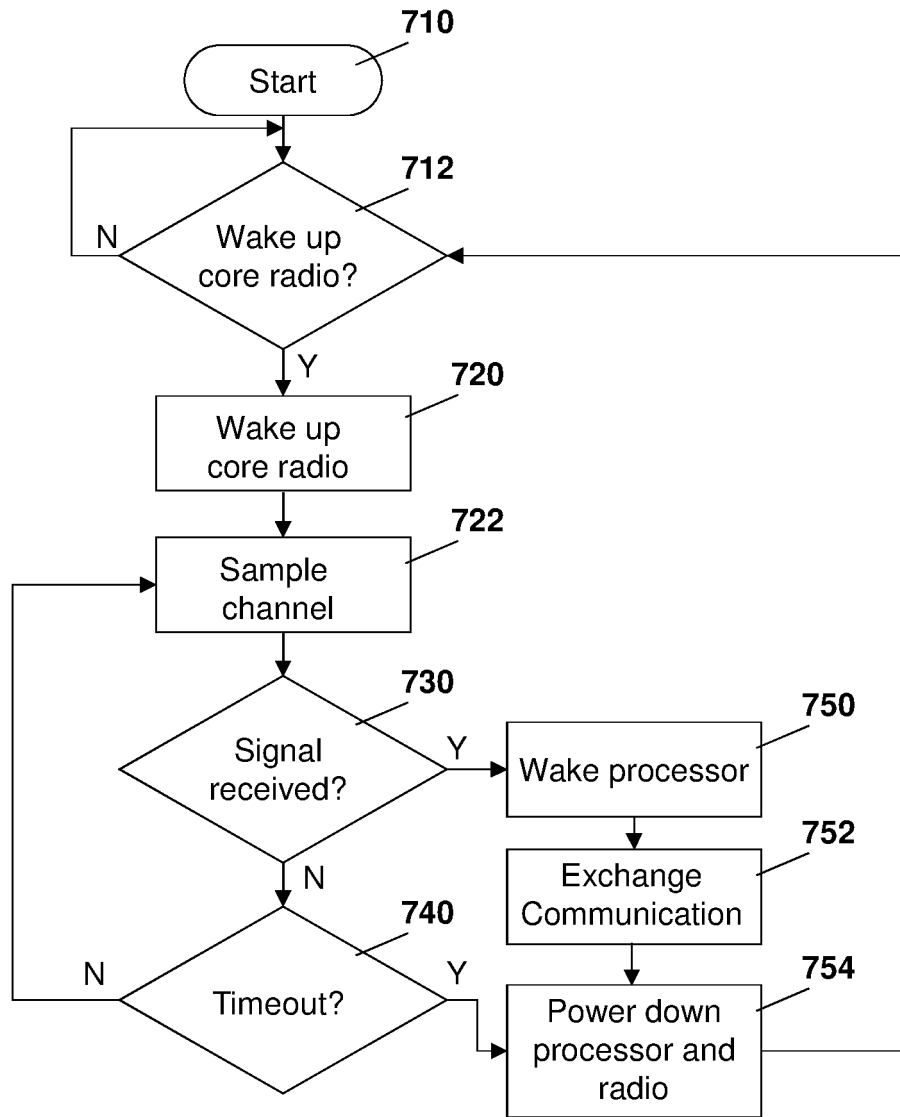 710
Start
712
N
Wake up
core radio?
Y
720
Wake up
core radio
722
Sample
channel
730
Signal
received?
Y
750
Wake processor
752
Exchange
Communication
N
740
N
Timeout?
Y
754
Power down
processor and
radio